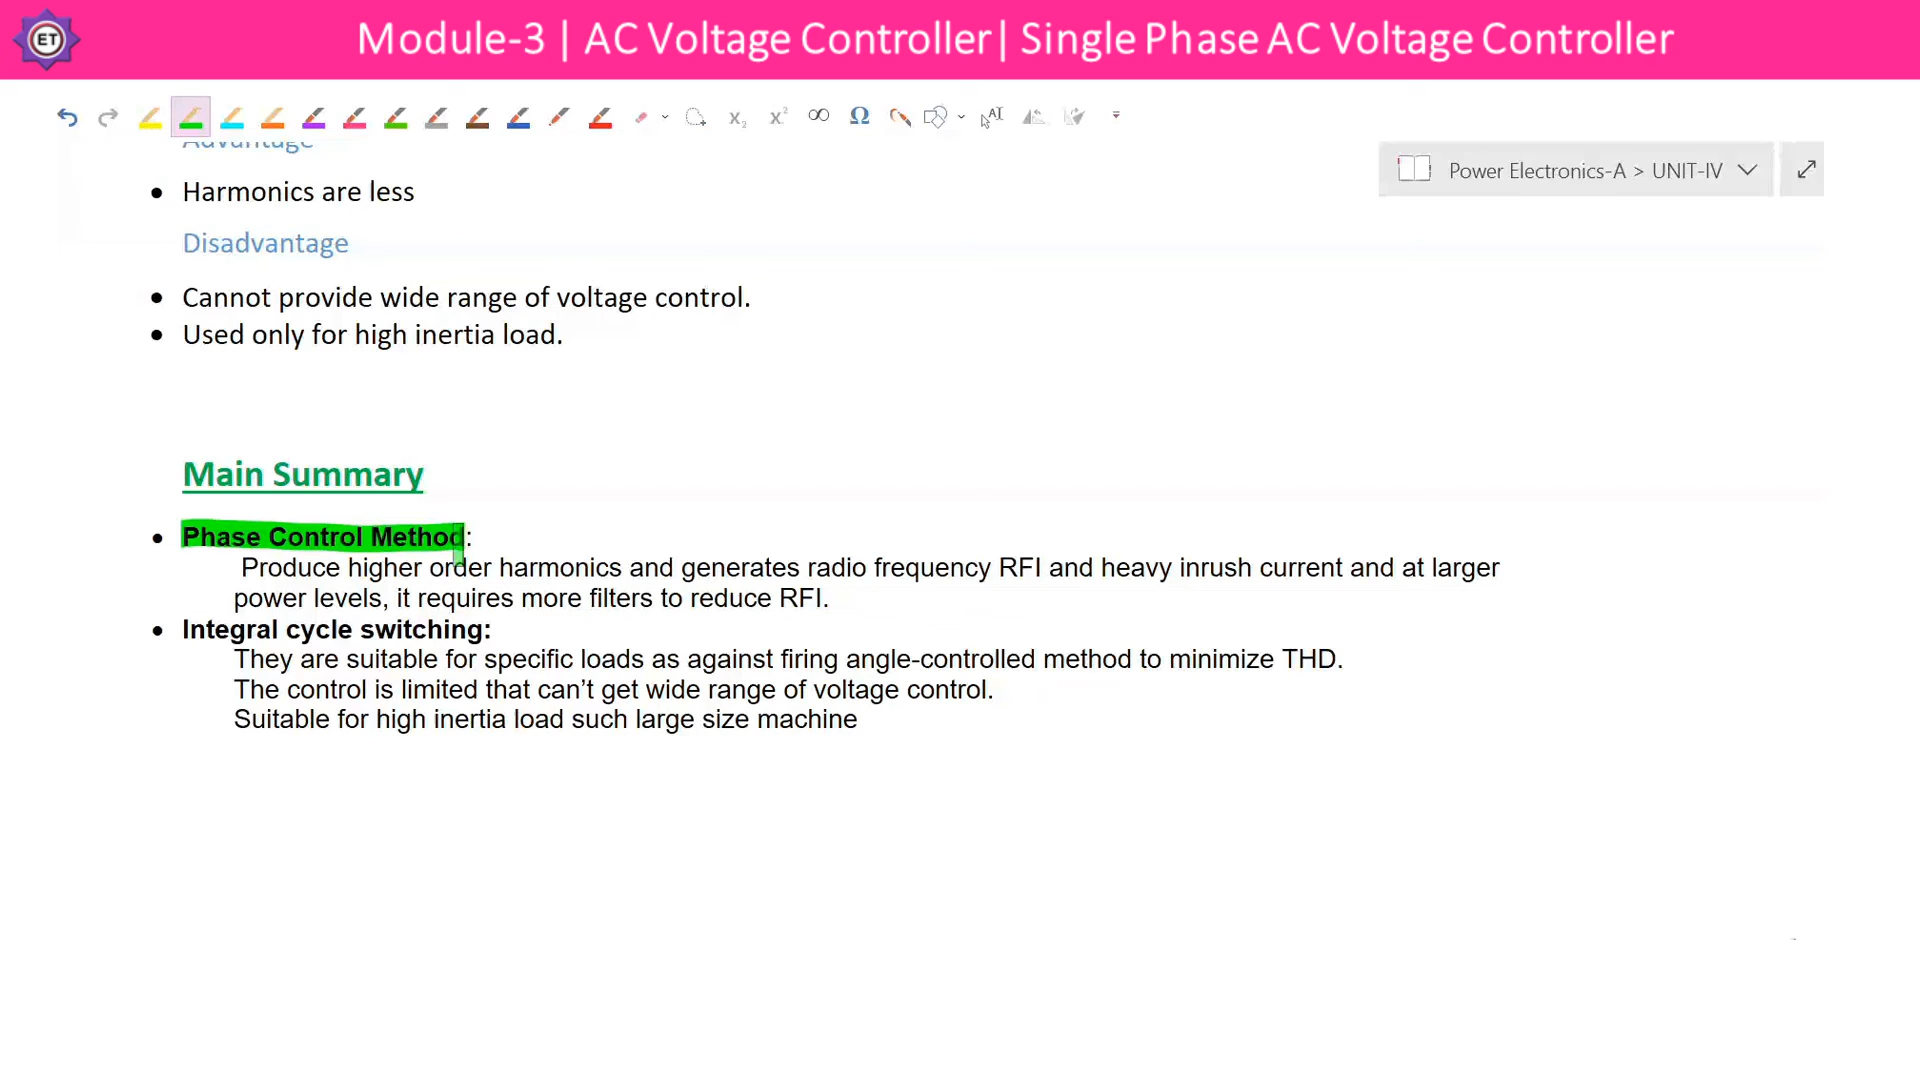 ET
Module-3 | AC Voltage Controller| Single Phase AC Voltage Controller
Advantage
Power Electronics-A > UNIT-IV
• Harmonics are less
Disadvantage
• Cannot provide wide range of voltage control.
• Used only for high inertia load.
Main Summary
• Phase Control Method:
Produce higher order harmonics and generates radio frequency RFI and heavy inrush current and at larger
power levels, it requires more filters to reduce RFI.
• Integral cycle switching:
They are suitable for specific loads as against firing angle-controlled method to minimize THD.
The control is limited that can’t get wide range of voltage control.
Suitable for high inertia load such large size machine